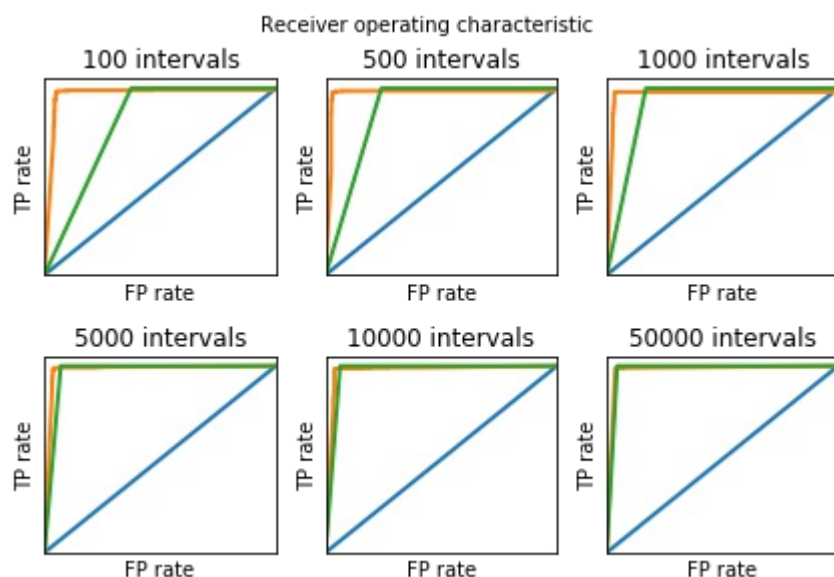 Receiver operating characteristic
100 intervals
500 intervals
1000 intervals
TP rate
TP rate
TP rate
FP rate
FP rate
FP rate
5000 intervals
10000 intervals
50000 intervals
TP rate
TP rate
TP rate
FP rate
FP rate
FP rate